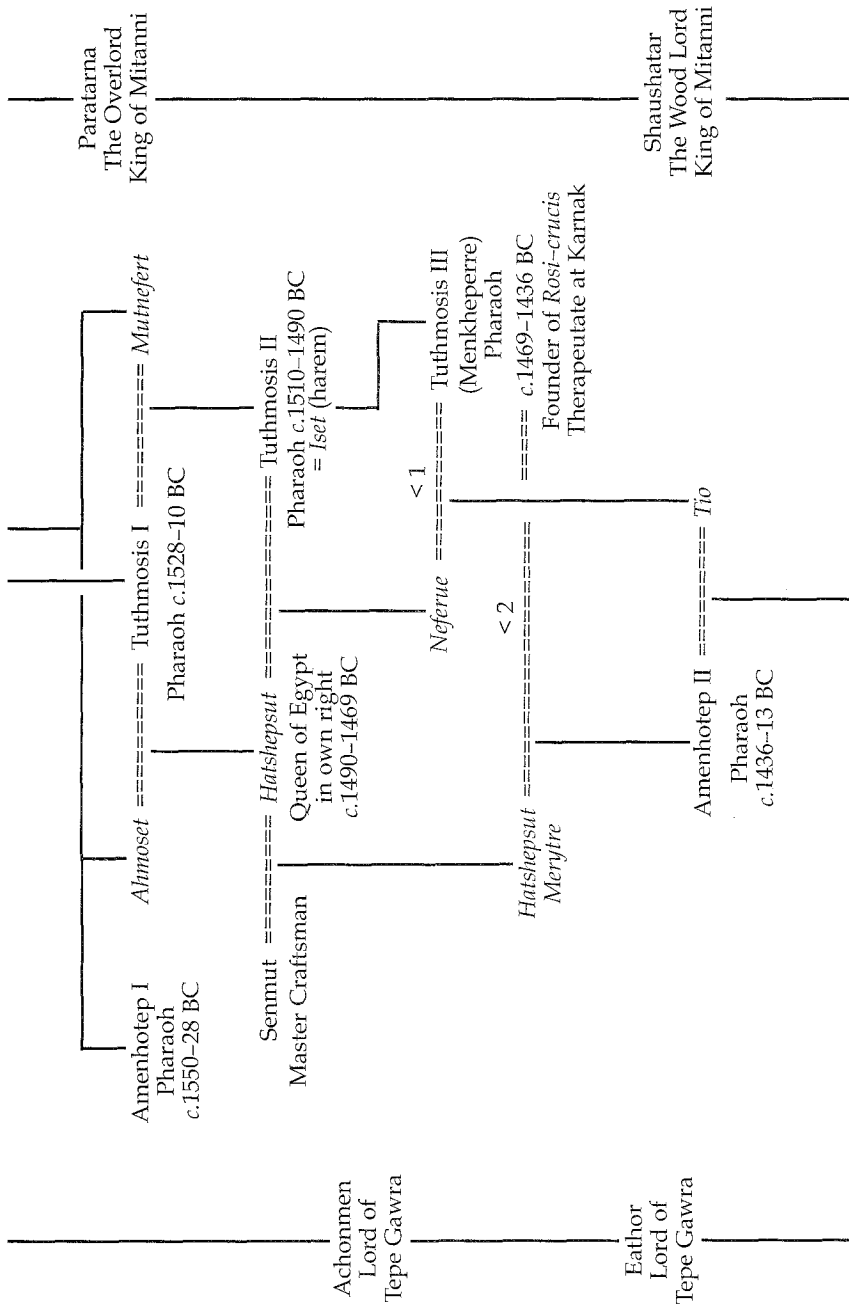 Paratarna
The Overlord
King of Mitanni
Shaushatar
The Wood Lord
King of Mitanni
Amenhotep I
Pharaoh
c.1550–28 BC
Ahmoset ========== Tuthmosis I ========== Mutnefert
Pharaoh c.1528–10 BC
Senmut ========= Hatshepsut ============== Tuthmosis II
Master Craftsman
Queen of Egypt
in own right
c.1490–1469 BC
Pharaoh c.1510–1490 BC
= Iset (harem)
Neferue =========== Tuthmosis III
< 1
(Menkheperre)
Pharaoh
Hatshepsut ==================== ===== c.1469–1436 BC
Merytre
< 2
Founder of Rosi-crucis
Therapeutate at Karnak
Amenhotep II ========== Tio
Pharaoh
c.1436–13 BC
Achonmen
Lord of
Tepe Gawra
Eathor
Lord of
Tepe Gawra